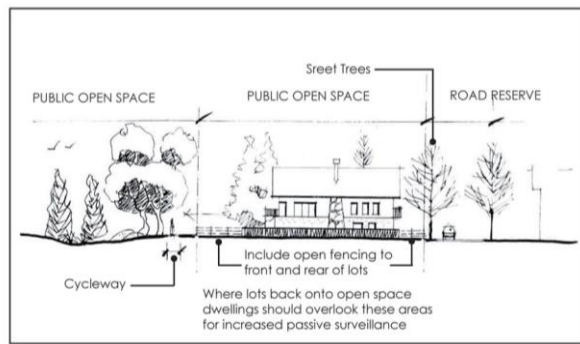 Sreet Trees
PUBLIC OPEN SPACE
PUBLIC OPEN SPACE
ROAD RESERVE
Include open fencing to
front and rear of lots
Cycleway
Where lots back onto open space
dwellings should overlook these areas
for increased passive surveillance